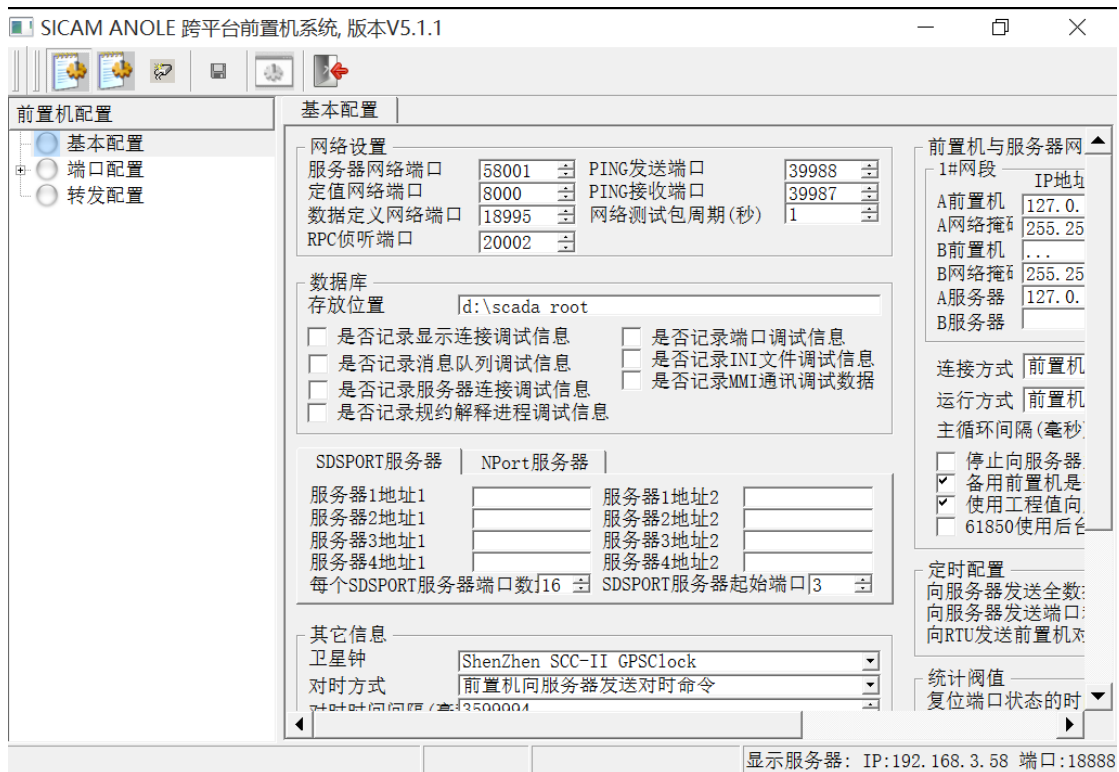 SICAM ANOLE 跨平台前置机系统, 版本V5.1.1
前置机配置
基本配置
端口配置
转发配置
基本配置
网络设置
服务器网络端口 58001 PING发送端口 39988
定值网络端口 8000 PING接收端口 39987
数据定义网络端口 18995 网络测试包周期(秒) 1
RPC侦听端口 20002
数据库
存放位置 d:\scada root
是否记录显示连接调试信息 是否记录端口调试信息
是否记录消息队列调试信息 是否记录INI文件调试信息
是否记录服务器连接调试信息 是否记录MMI通讯调试数据
是否记录规约解释进程调试信息
SDSPORT服务器 NPort服务器
服务器1地址1 服务器1地址2
服务器2地址1 服务器2地址2
服务器3地址1 服务器3地址2
服务器4地址1 服务器4地址2
每个SDSPORT服务器端口数 16 SDSPORT服务器起始端口 3
其它信息
卫星钟 ShenZhen SCC-II GPSClock
对时方式 前置机向服务器发送对时命令
对时时间间隔(毫 3599994
前置机与服务器网
1#网段
IP地址
A前置机 127.0.
A网络掩码 255.25
B前置机 ...
B网络掩码 255.25
A服务器 127.0.
B服务器
连接方式 前置机
运行方式 前置机
主循环间隔(毫秒)
停止向服务器
备用前置机是
使用工程值向
61850使用后台
定时配置
向服务器发送全数
向服务器发送端口
向RTU发送前置机对
统计阀值
复位端口状态的时
显示服务器: IP:192.168.3.58 端口:18888